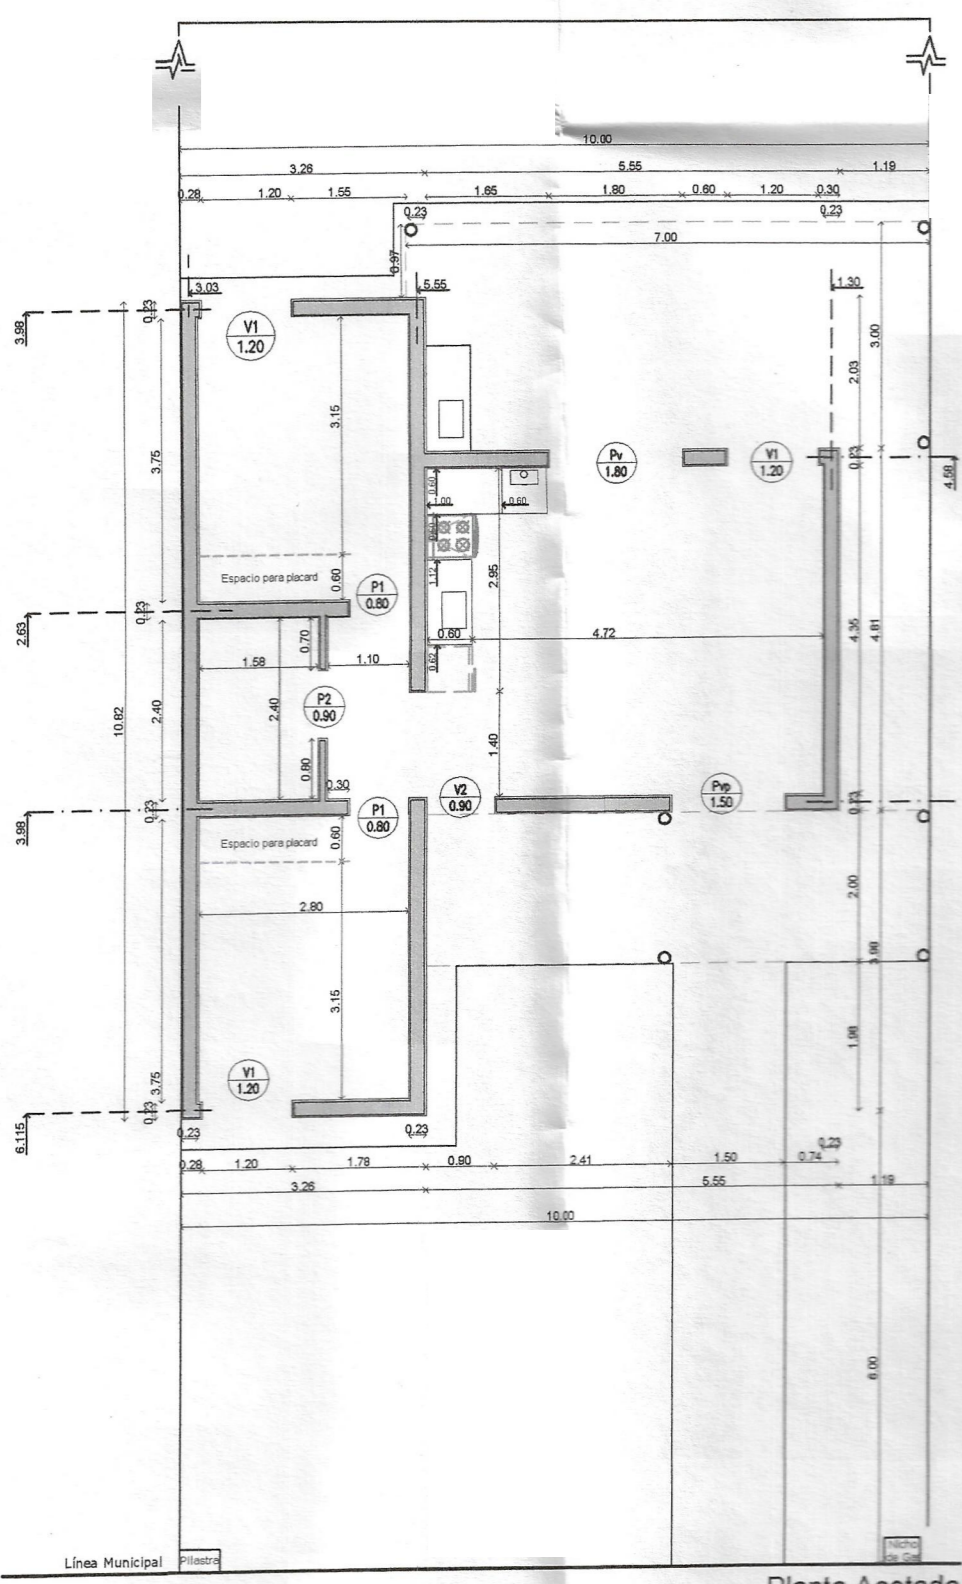 10.00
3.26 5.55 1.19
0.28 1.20 1.55 1.65 1.80 0.60 1.20 0.30
0.23 0.23
7.00
0.97
3.03 5.55 1.30
3.98
0.23
V1
1.20
3.00
2.03
3.15
3.75
Pv
1.80
V1
1.20
0.23
4.58
0.60
1.00
0.60
0.60
Espacio para placard
0.60
P1
0.80
1.12
2.95
0.23
2.63
0.70
0.60
4.72
4.35
4.81
1.58
1.10
0.62
P2
0.90
2.40
2.40
10.82
1.40
0.80
0.30
V2
0.90
Pvp
1.50
0.23
0.23
3.98
P1
0.80
Espacio para placard
0.60
2.80
2.00
3.98
3.15
1.98
V1
1.20
3.75
0.23
6.115
0.23 0.23 0.23
0.28 1.20 1.78 0.90 2.41 1.50 0.74
3.26 5.55 1.19
10.00
6.00
Línea Municipal
Pilastra
Nicho
de Gas
Planta Acotada